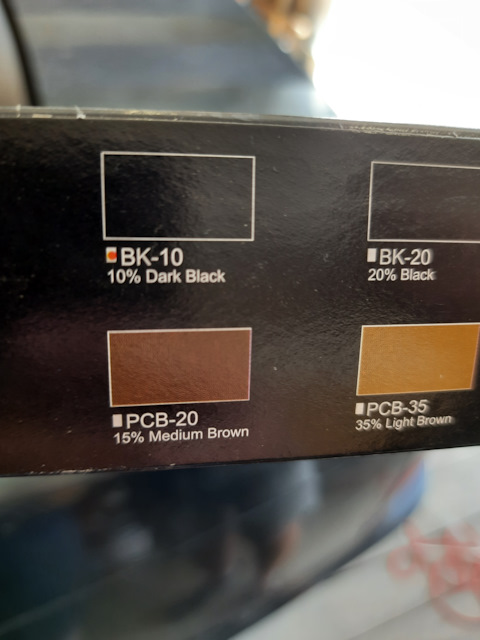 BK-10
10% Dark Black
BK-20
20% Black
PCB-20
15% Medium Brown
PCB-35
35% Light Brown